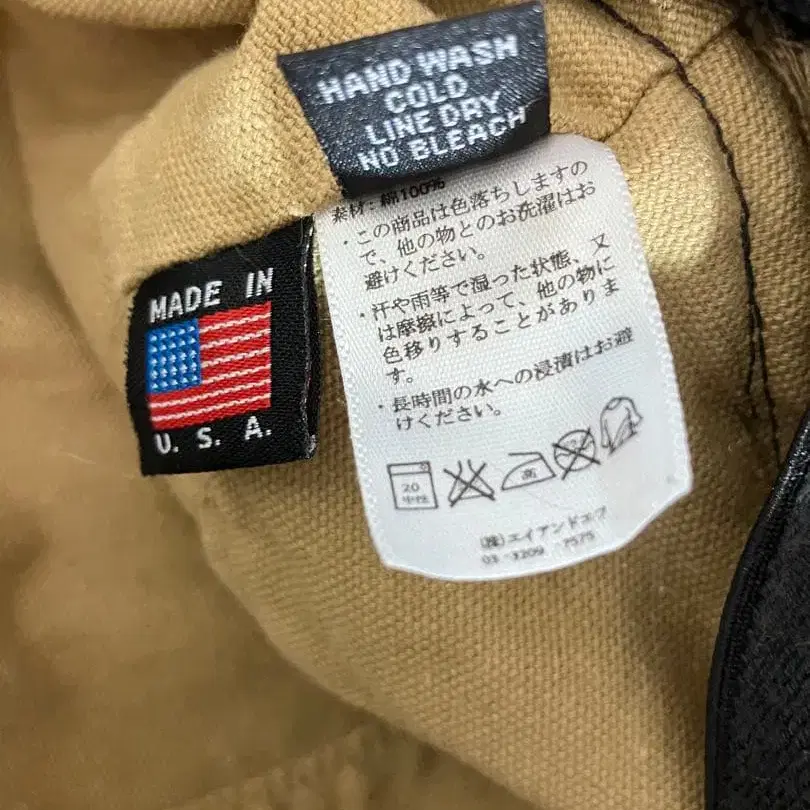 HAND WASH
COLD
LINE DRY
NO BLEACH
MADE IN
U. S. A.
素材:綿100%
・この商品は色落ちしますの
で、他の物とのお洗濯はお
避けください。
・汗や雨等で湿った状態、又
は摩擦によって、他の物に
色移りすることがありま
す。
・長時間の水への浸漬はお避
けください。
20
中性
高
(株)エイアンドエフ
03-3209 7575